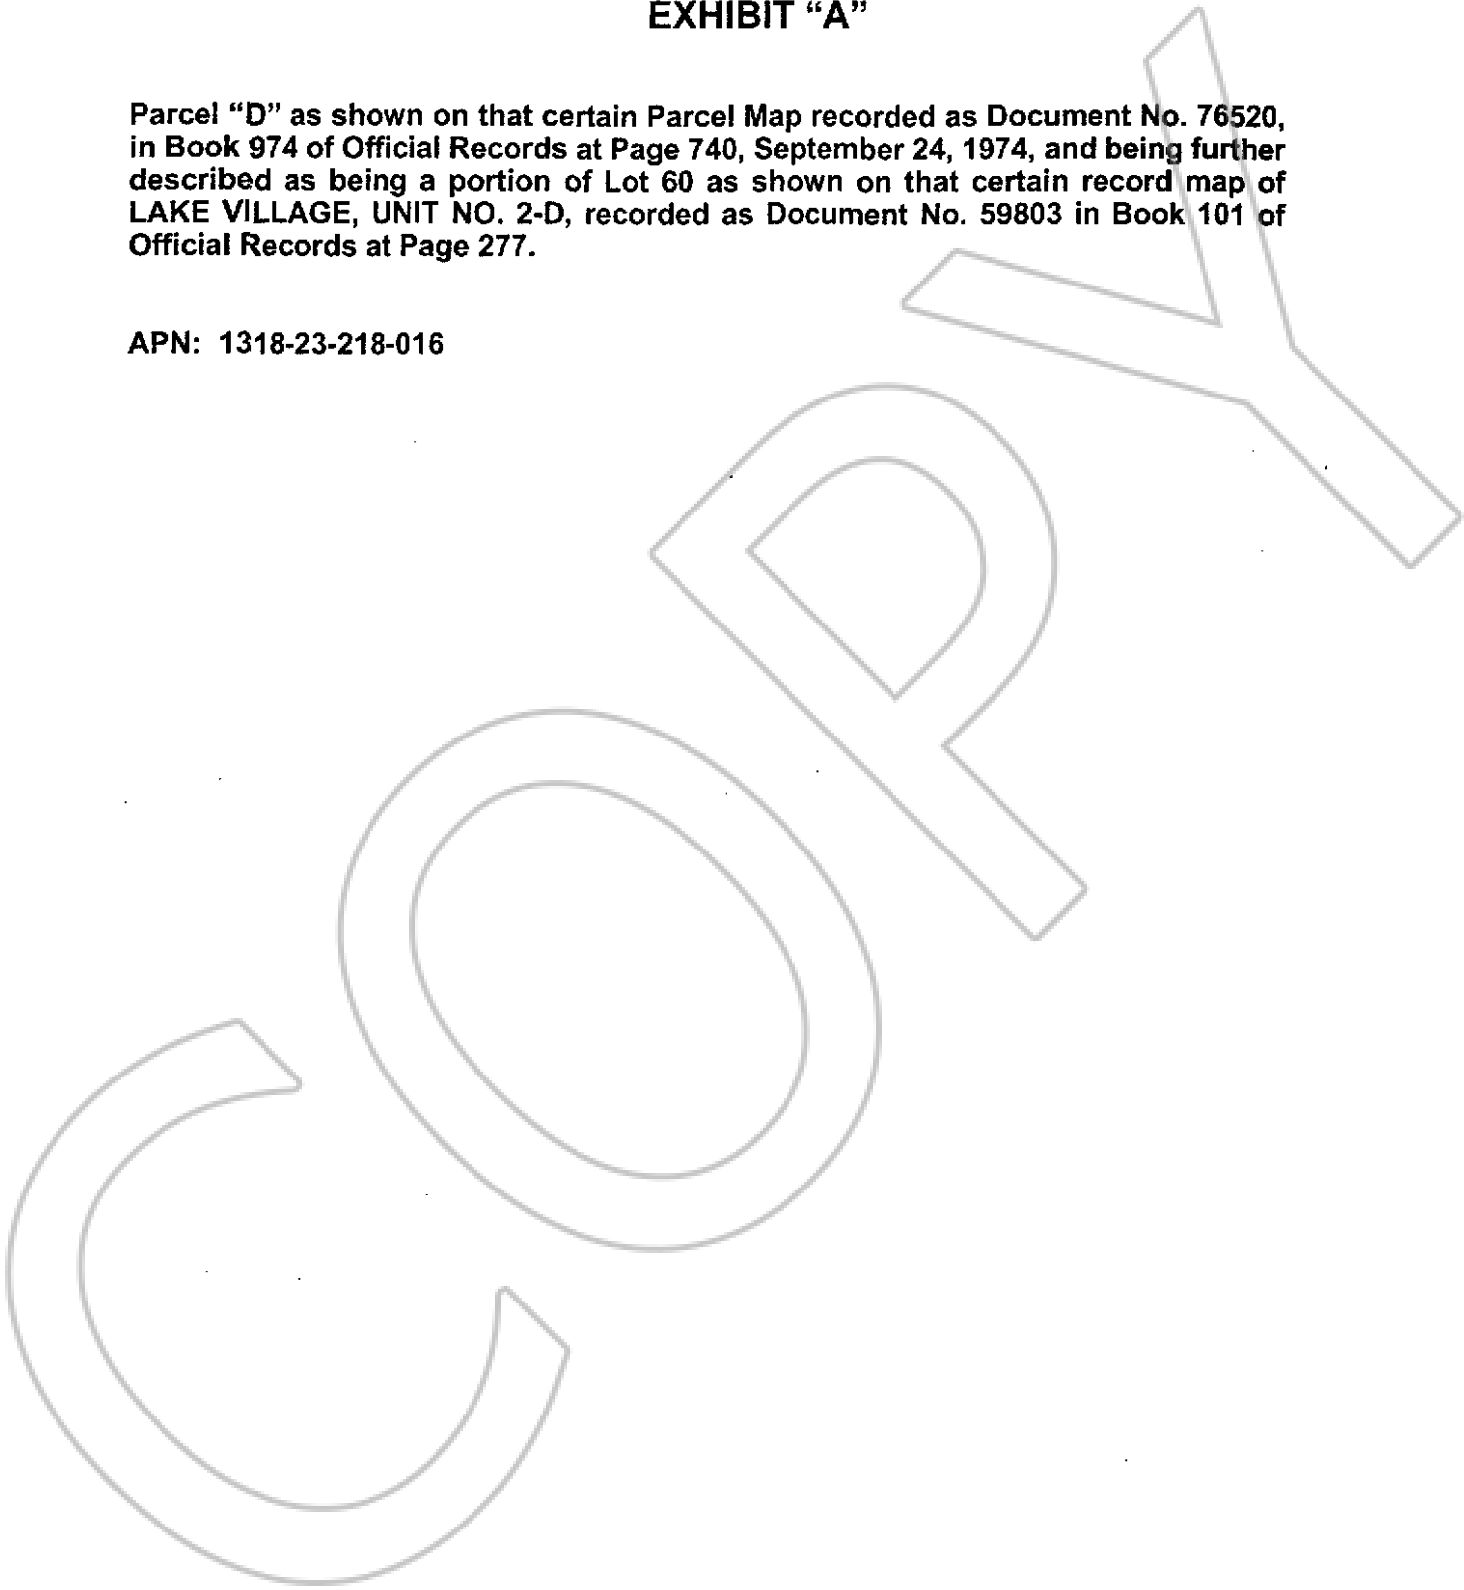 EXHIBIT “A”
Parcel “D” as shown on that certain Parcel Map recorded as Document No. 76520,
in Book 974 of Official Records at Page 740, September 24, 1974, and being further
described as being a portion of Lot 60 as shown on that certain record map of
LAKE VILLAGE, UNIT NO. 2-D, recorded as Document No. 59803 in Book 101 of
Official Records at Page 277.
APN: 1318-23-218-016
COPY